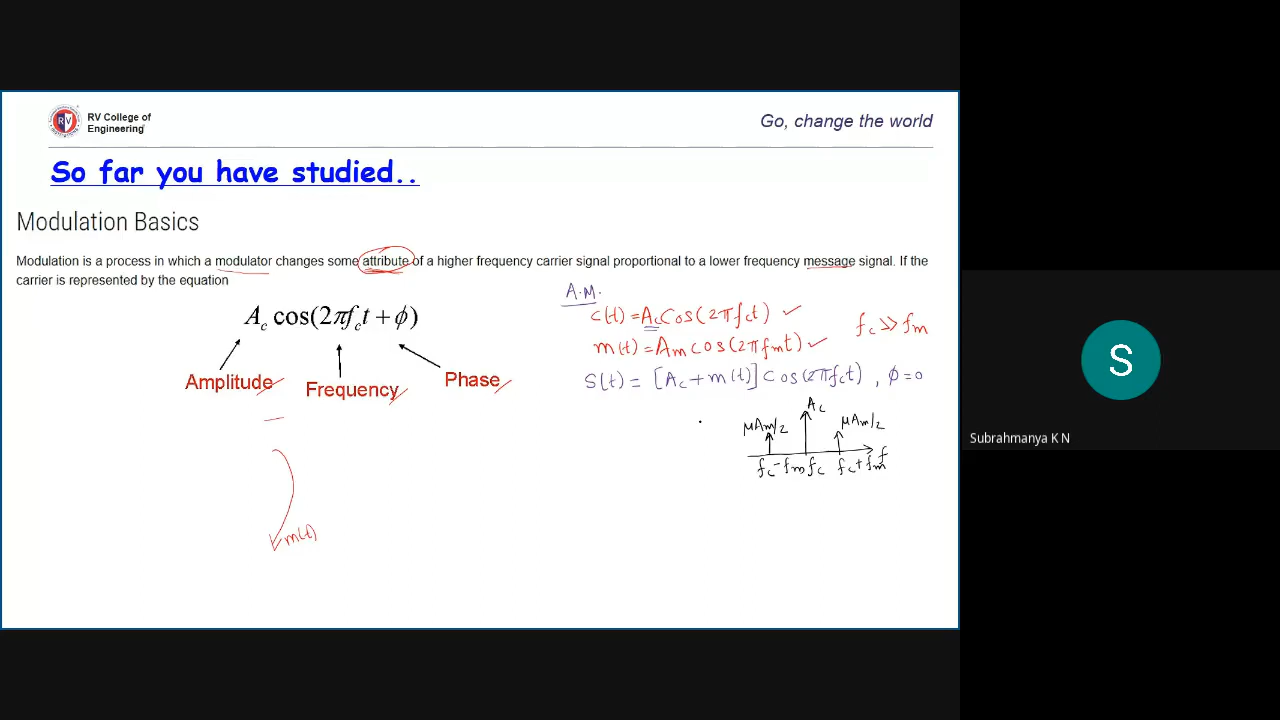 RV College of
Engineering
Go, change the world
So far you have studied..
Modulation Basics
Modulation is a process in which a modulator changes some attribute of a higher frequency carrier signal proportional to a lower frequency message signal. If the
carrier is represented by the equation
A_c cos(2πf_c t + ϕ)
Amplitude
Frequency
Phase
m(t)
A.M.
c(t) = A_c Cos(2πf_c t)
m(t) = A_m cos(2πf_m t)
f_c >> f_m
S(t) = [A_c + m(t)] Cos(2πf_c t), ϕ=0
μA_m/2
A_c
μA_m/2
f_c-f_m
f_c
f_c+f_m
f
S
Subrahmanya K N